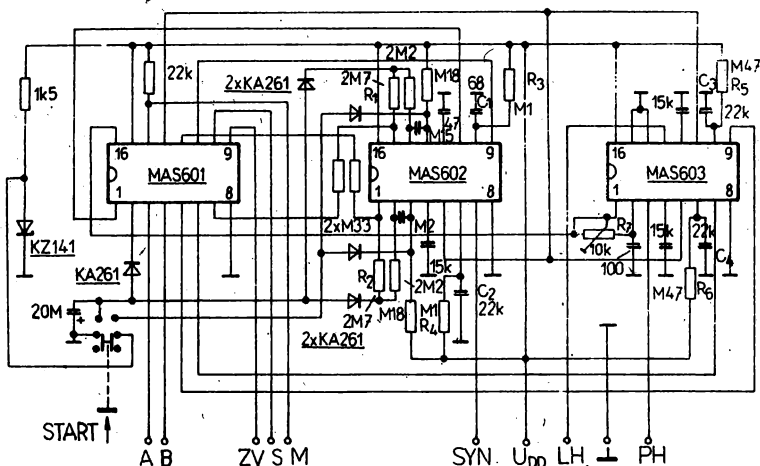 1k5
22k
2xKA261
2M2
2M7
R1
M18
68
C1
R3
M1
M47
C3
R5
15k
22k
16
9
MAS601
1
8
16
9
MAS602
1
8
M15
47
16
9
MAS603
1
8
2xM33
M2
KZ141
KA261
20M
+
R2
2M7
2M2
M18
2xKA261
15k
M1
R4
C2
22k
R7
10k
100
15k
22k
C4
M47
R6
START
A B ZV S M SYN UDD LH ⊥ PH